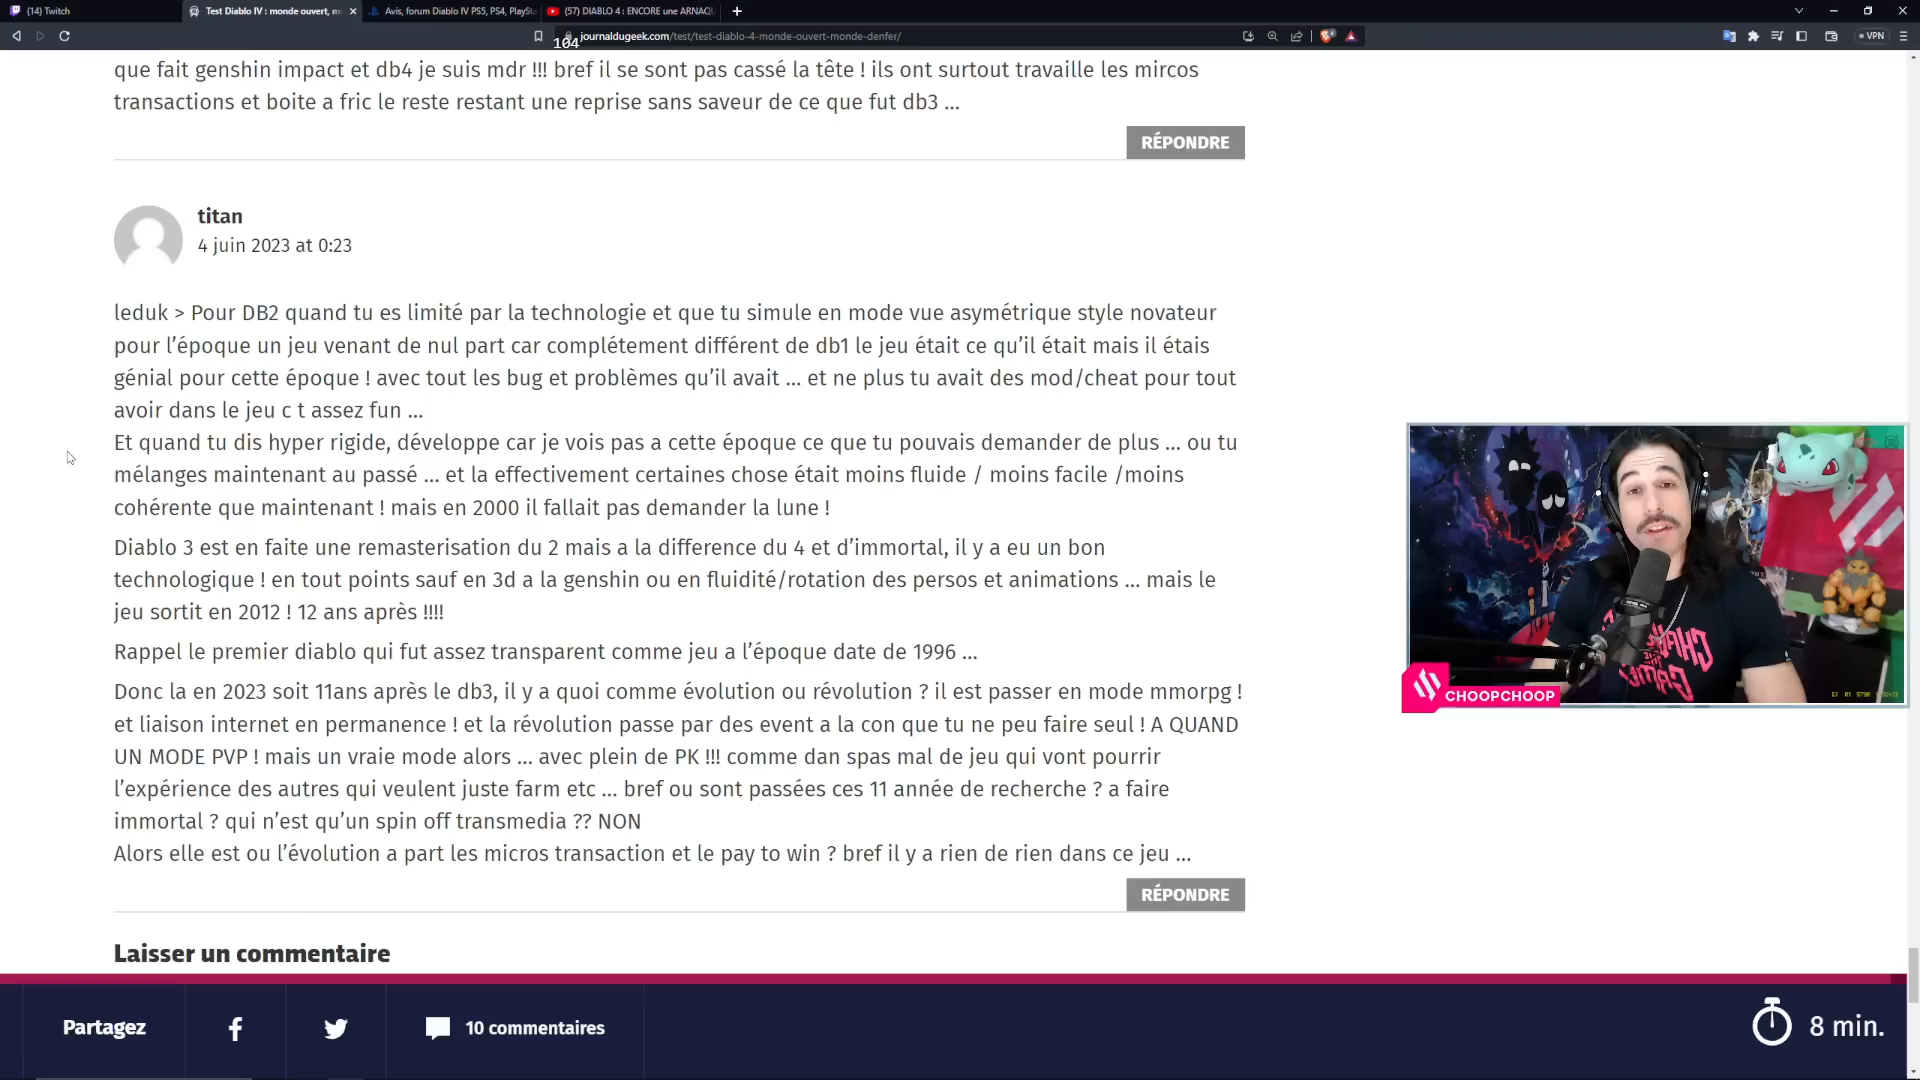 (14) Twitch
Test Diablo IV : monde ouvert, m
Avis, forum Diablo IV PS5, PS4, PlaySt
(57) DIABLO 4 : ENCORE une ARNAQU
104
journaldugeek.com/test/test-diablo-4-monde-ouvert-monde-denfer/
VPN
que fait genshin impact et db4 je suis mdr !!! bref il se sont pas cassé la tête ! ils ont surtout travaille les mircos
transactions et boite a fric le reste restant une reprise sans saveur de ce que fut db3 …
RÉPONDRE
titan
4 juin 2023 at 0:23
leduk > Pour DB2 quand tu es limité par la technologie et que tu simule en mode vue asymétrique style novateur
pour l’époque un jeu venant de nul part car complétement différent de db1 le jeu était ce qu’il était mais il étais
génial pour cette époque ! avec tout les bug et problèmes qu’il avait … et ne plus tu avait des mod/cheat pour tout
avoir dans le jeu c t assez fun …
Et quand tu dis hyper rigide, développe car je vois pas a cette époque ce que tu pouvais demander de plus … ou tu
mélanges maintenant au passé … et la effectivement certaines chose était moins fluide / moins facile /moins
cohérente que maintenant ! mais en 2000 il fallait pas demander la lune !
Diablo 3 est en faite une remasterisation du 2 mais a la difference du 4 et d’immortal, il y a eu un bon
technologique ! en tout points sauf en 3d a la genshin ou en fluidité/rotation des persos et animations … mais le
jeu sortit en 2012 ! 12 ans après !!!!
Rappel le premier diablo qui fut assez transparent comme jeu a l’époque date de 1996 …
Donc la en 2023 soit 11ans après le db3, il y a quoi comme évolution ou révolution ? il est passer en mode mmorpg !
et liaison internet en permanence ! et la révolution passe par des event a la con que tu ne peu faire seul ! A QUAND
UN MODE PVP ! mais un vraie mode alors … avec plein de PK !!! comme dan spas mal de jeu qui vont pourrir
l’expérience des autres qui veulent juste farm etc … bref ou sont passées ces 11 année de recherche ? a faire
immortal ? qui n’est qu’un spin off transmedia ?? NON
Alors elle est ou l’évolution a part les micros transaction et le pay to win ? bref il y a rien de rien dans ce jeu …
RÉPONDRE
CHOOPCHOOP
Laisser un commentaire
Partagez
10 commentaires
8 min.